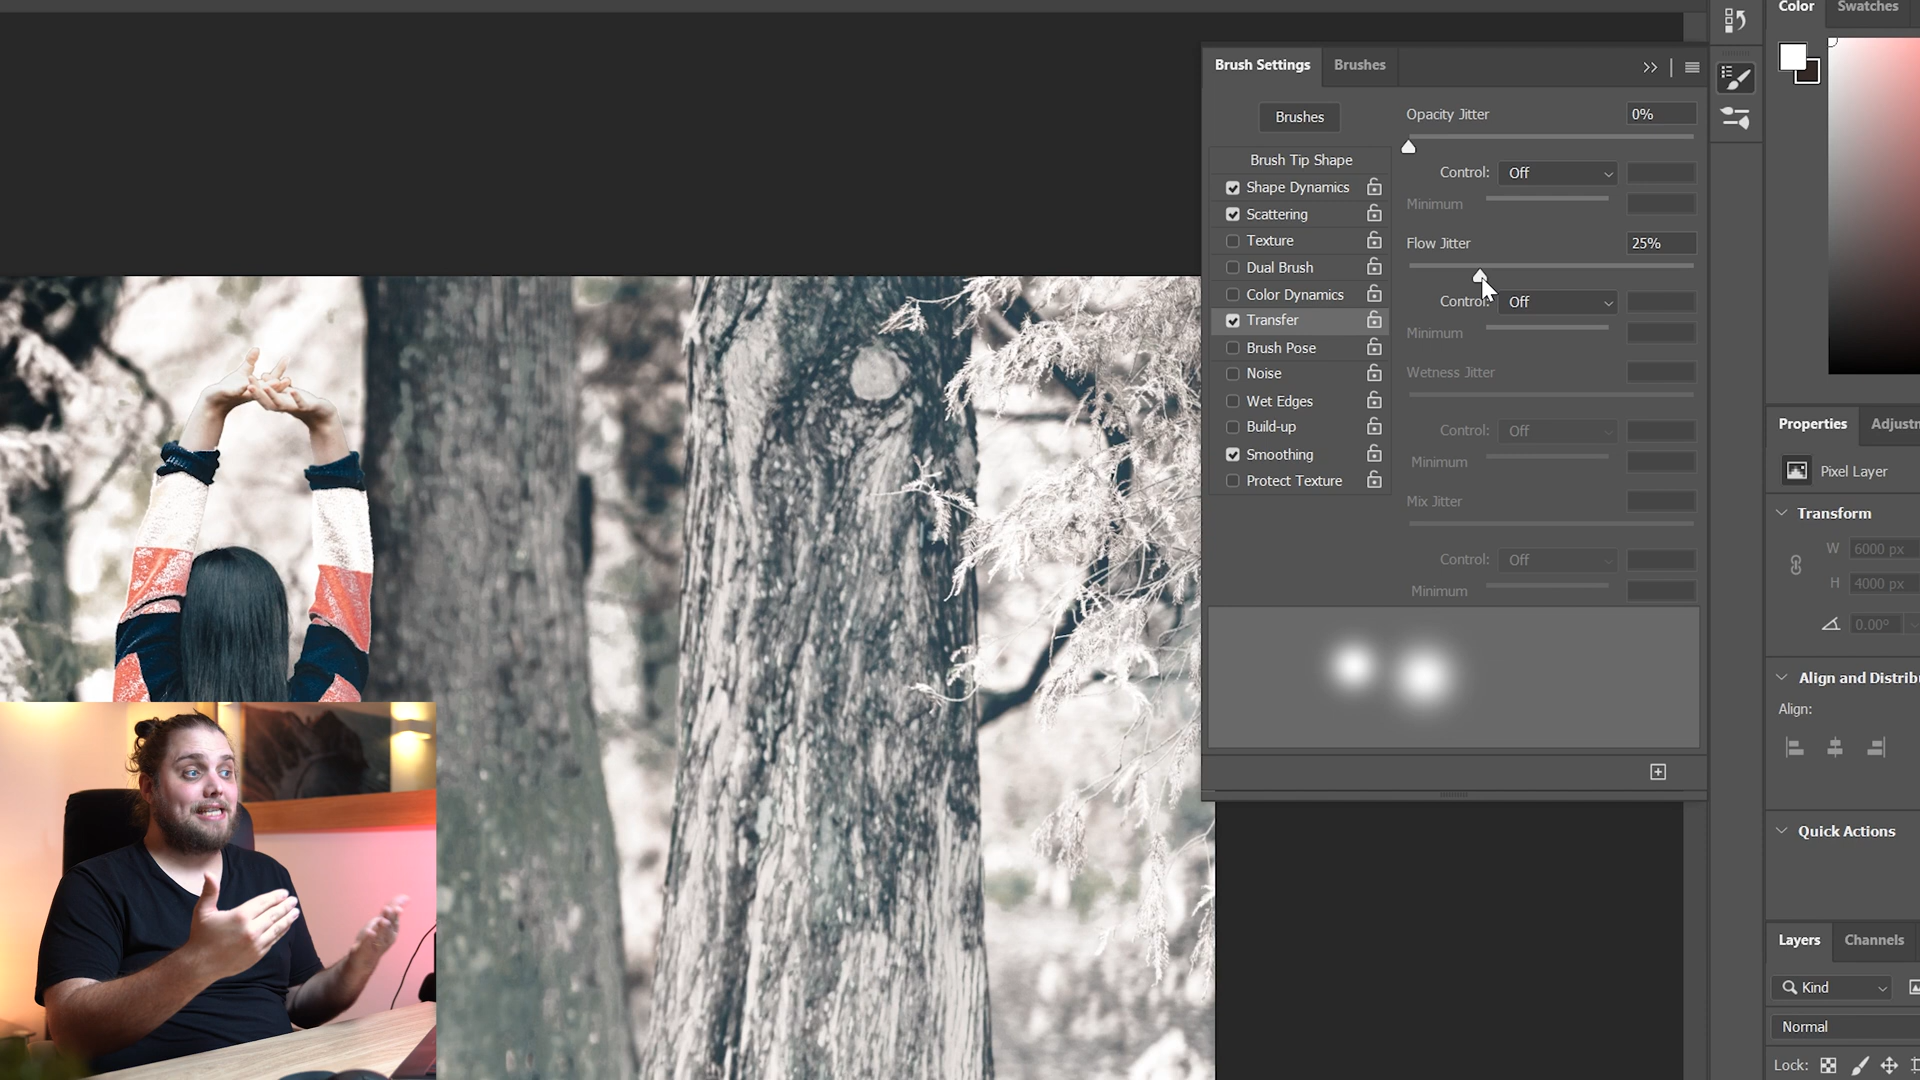 Color Swatches
Brush Settings Brushes
Brushes
Opacity Jitter 0%
Brush Tip Shape
Control: Off
Shape Dynamics
Minimum
Scattering
Flow Jitter 25%
Texture
Dual Brush
Color Dynamics
Control: Off
Transfer
Minimum
Brush Pose
Noise
Wetness Jitter
Wet Edges
Build-up
Control: Off
Smoothing
Minimum
Protect Texture
Mix Jitter
Control: Off
Minimum
Properties Adjustm
Pixel Layer
Transform
W 6000 px
H 4000 px
0.00°
Align and Distribu
Align:
Quick Actions
Layers Channels
Kind
Normal
Lock: